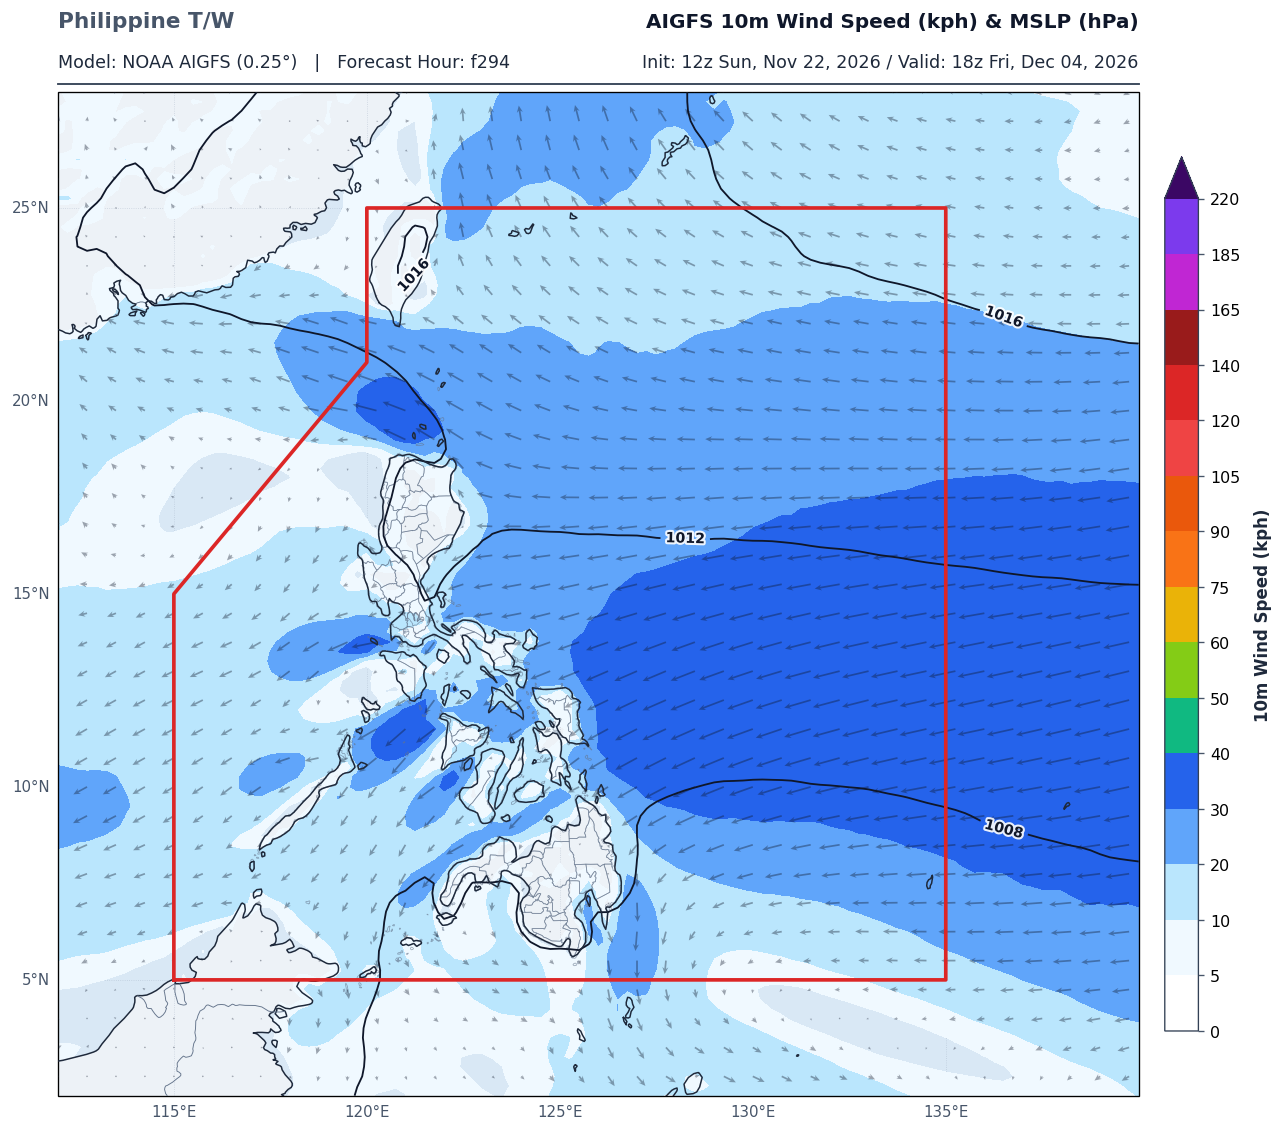 Philippine T/W
AIGFS 10m Wind Speed (kph) & MSLP (hPa)
Model: NOAA AIGFS (0.25°) | Forecast Hour: f294
Init: 12z Sun, Nov 22, 2026 / Valid: 18z Fri, Dec 04, 2026
25°N
20°N
15°N
10°N
5°N
115°E
120°E
125°E
130°E
135°E
1016
1016
1012
1008
220
185
165
140
120
105
90
75
60
50
40
30
20
10
5
0
10m Wind Speed (kph)